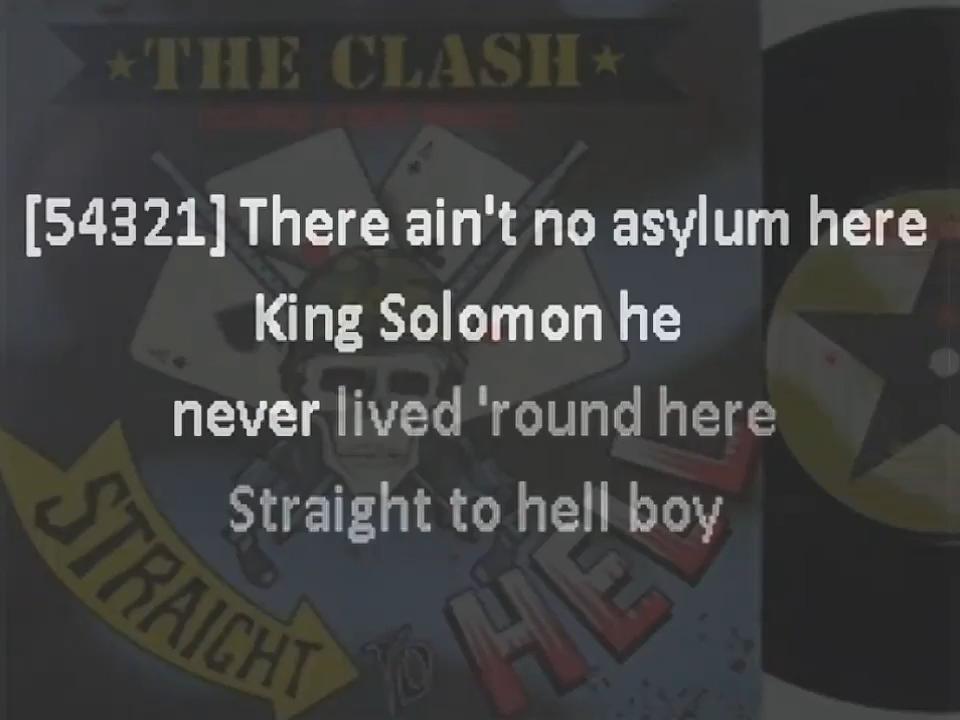 THE CLASH
[54321] There ain't no asylum here
King Solomon he
never lived 'round here
Straight to hell boy
STRAIGHT
TO
HELL